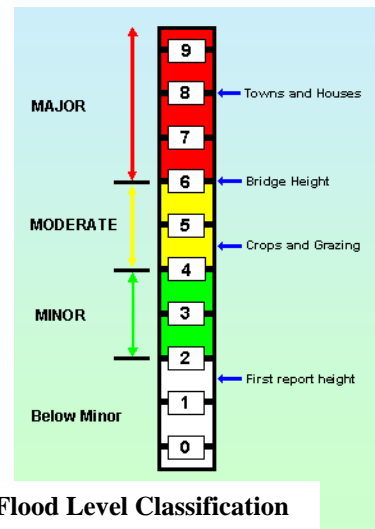 9
8
Towns and Houses
MAJOR
7
6
Bridge Height
MODERATE
5
Crops and Grazing
4
MINOR
3
2
First report height
1
Below Minor
0
Flood Level Classification